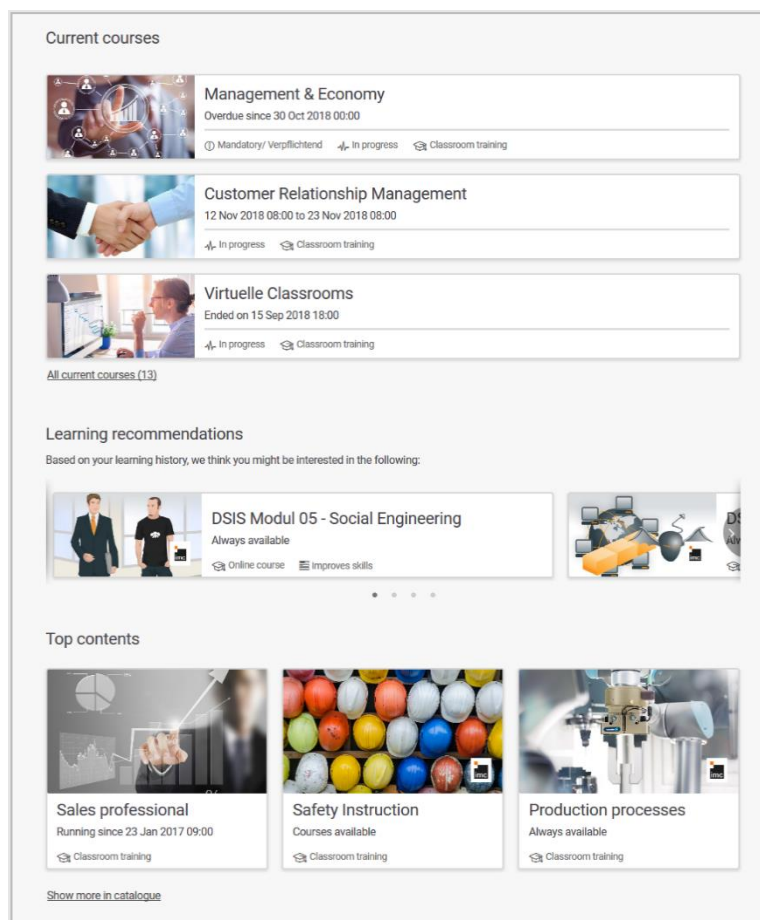 Current courses
Management & Economy
Overdue since 30 Oct 2018 00:00
Mandatory/ Verpflichtend In progress Classroom training
Customer Relationship Management
12 Nov 2018 08:00 to 23 Nov 2018 08:00
In progress Classroom training
Virtuelle Classrooms
Ended on 15 Sep 2018 18:00
In progress Classroom training
All current courses (13)
Learning recommendations
Based on your learning history, we think you might be interested in the following:
imc
DSIS Modul 05 - Social Engineering
Always available
Online course Improves skills
imc
Top contents
imc
imc
Sales professional
Running since 23 Jan 2017 09:00
Classroom training
Safety Instruction
Courses available
Classroom training
Production processes
Always available
Classroom training
Show more in catalogue